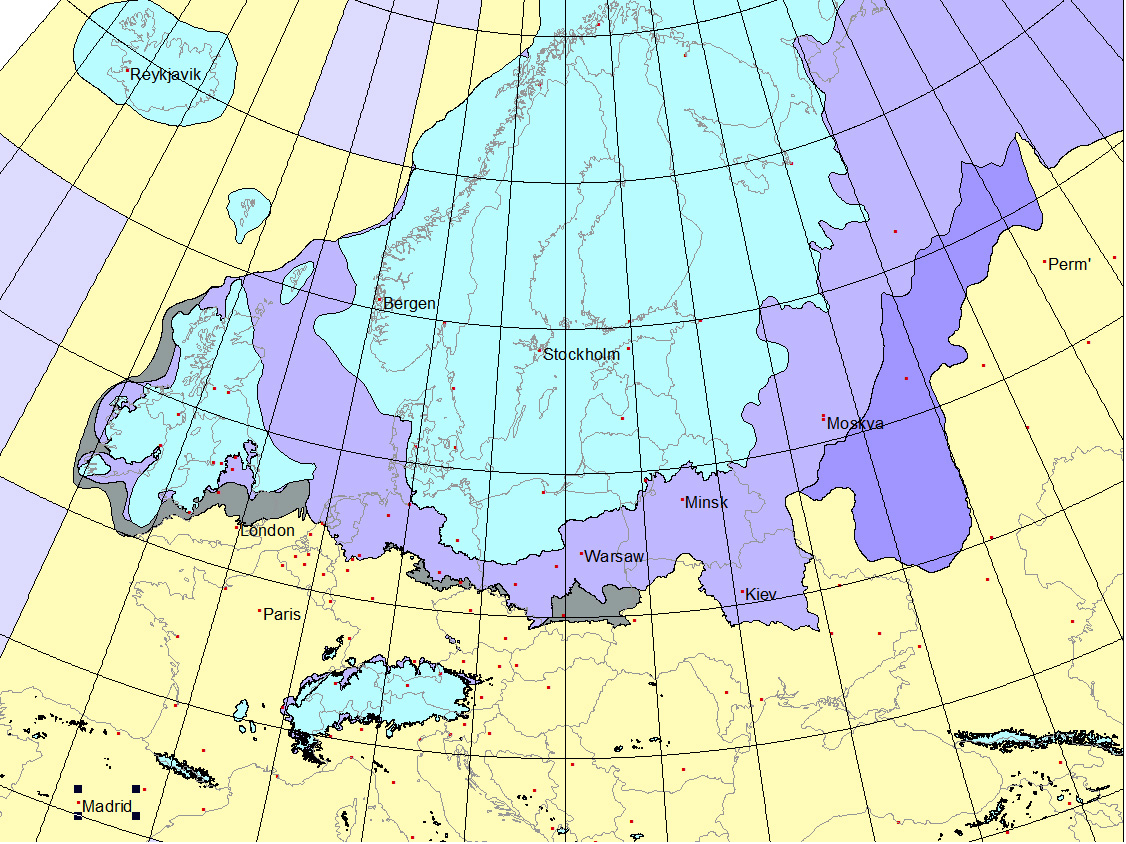 Reykjavik
Perm'
Bergen
Stockholm
Moskva
Minsk
London
Warsaw
Kiev
Paris
Madrid